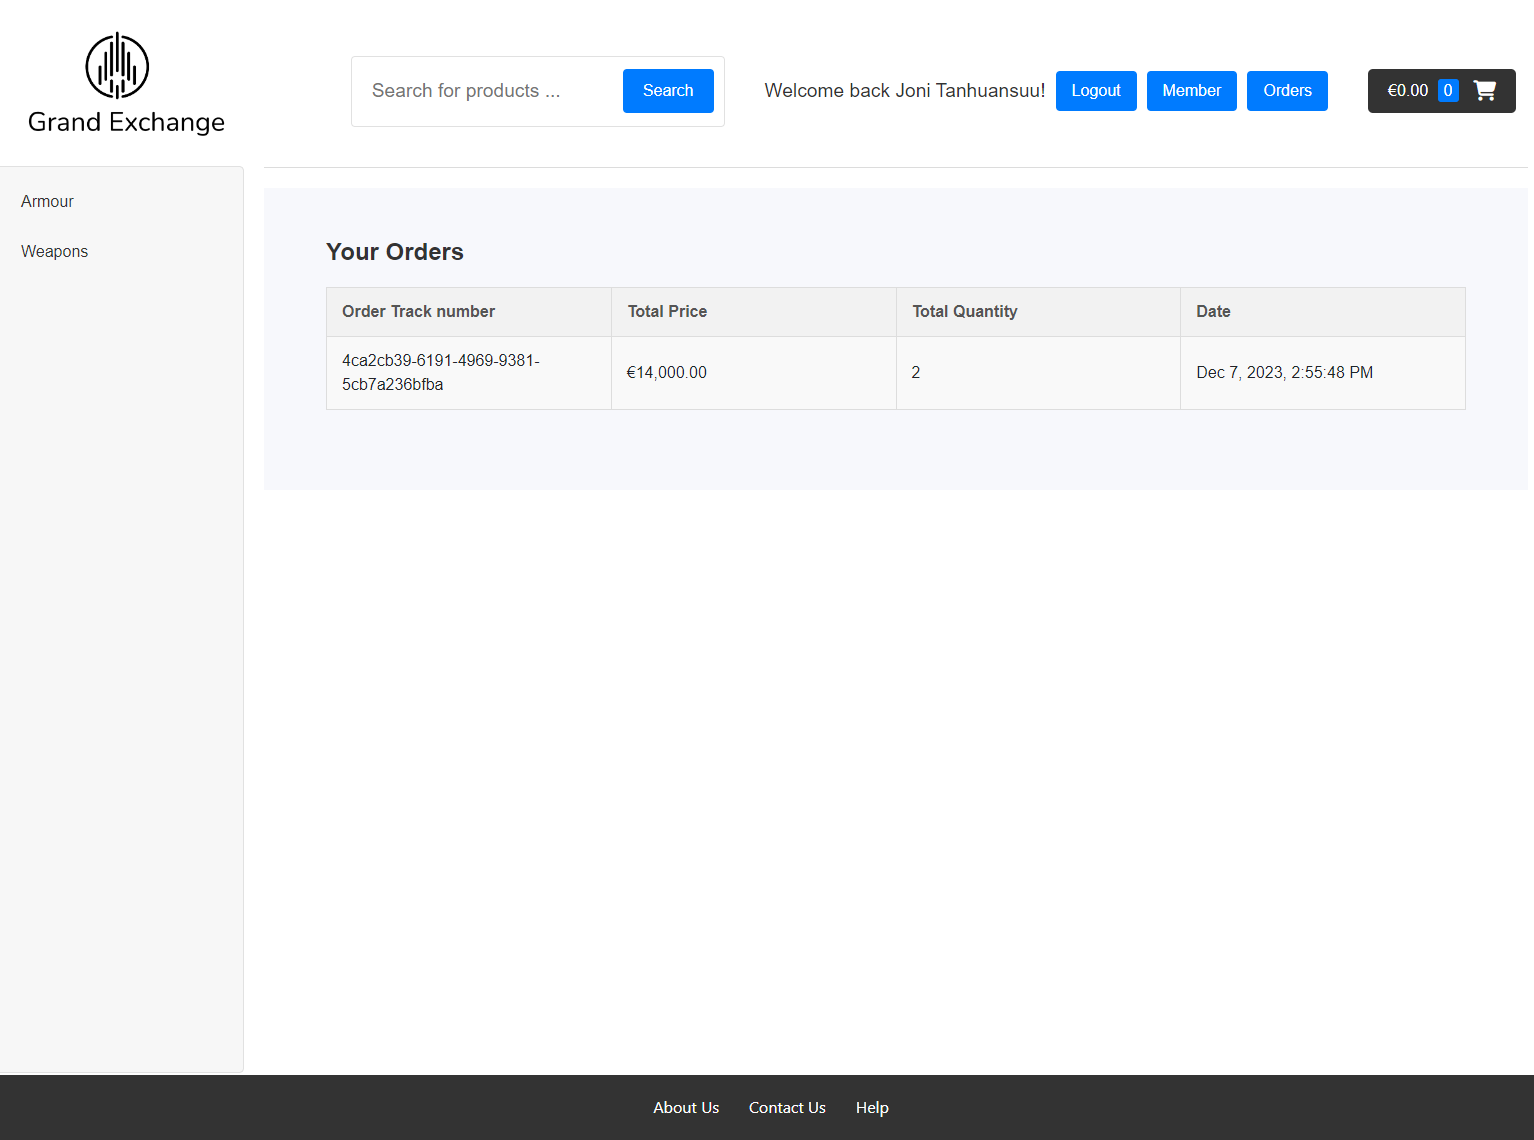 Grand Exchange
Search for products ...
Search
Welcome back Joni Tanhuansuu!
Logout
Member
Orders
€0.00 0
Armour
Weapons
Your Orders
Order Track number Total Price Total Quantity Date
4ca2cb39-6191-4969-9381-
5cb7a236bfba
€14,000.00 2 Dec 7, 2023, 2:55:48 PM
About Us Contact Us Help